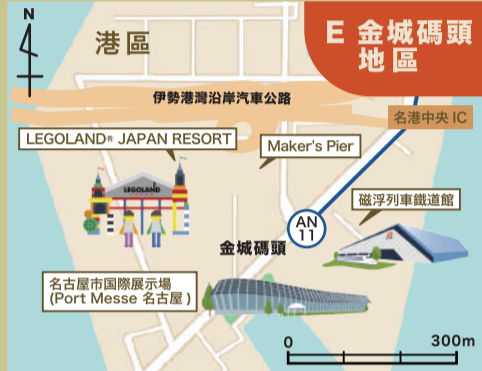 N
港區
E 金城碼頭
地區
伊勢港灣沿岸汽車公路
名港中央 IC
LEGOLAND® JAPAN RESORT
Maker's Pier
LEGOLAND
磁浮列車鐵道館
AN
11
金城碼頭
名古屋市国際展示場
(Port Messe 名古屋)
0
300m